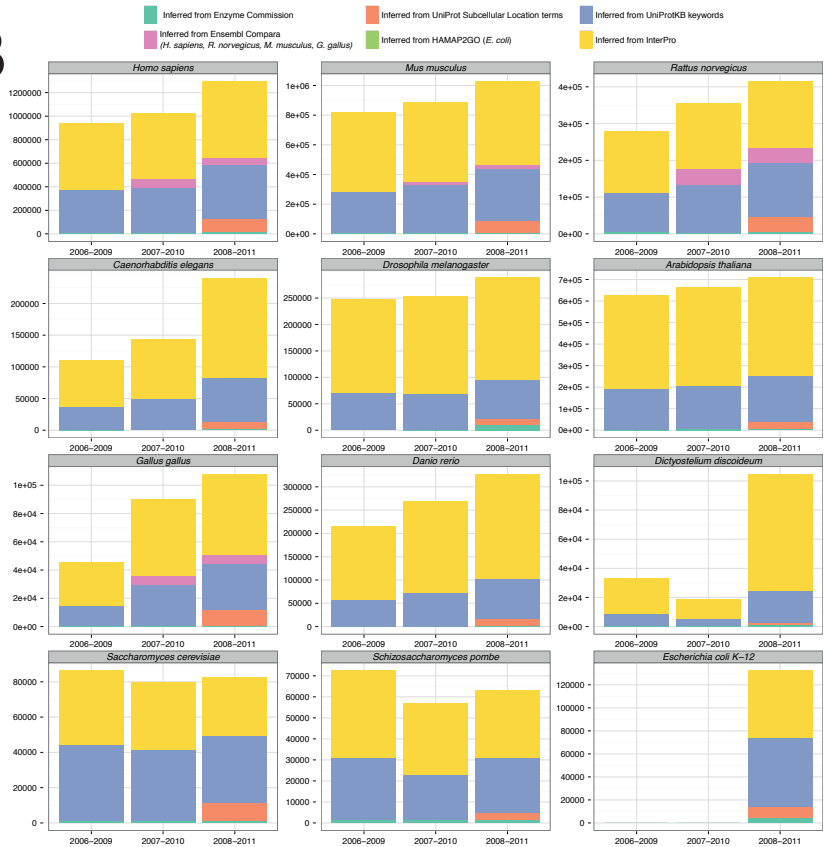 Inferred from Enzyme Commission
Inferred from UniProt Subcellular Location terms
Inferred from UniProtKB keywords
Inferred from Ensembl Compara
(H. sapiens, R. norvegicus, M. musculus, G. gallus)
Inferred from HAMAP2GO (E. coli)
Inferred from InterPro
Homo sapiens
1200000
1000000
800000
600000
400000
200000
0
2006–2009 2007–2010 2008–2011
Mus musculus
1e+06
8e+05
6e+05
4e+05
2e+05
0e+00
2006–2009 2007–2010 2008–2011
Rattus norvegicus
4e+05
3e+05
2e+05
1e+05
0e+00
2006–2009 2007–2010 2008–2011
Caenorhabditis elegans
200000
150000
100000
50000
0
2006–2009 2007–2010 2008–2011
Drosophila melanogaster
250000
200000
150000
100000
50000
0
2006–2009 2007–2010 2008–2011
Arabidopsis thaliana
7e+05
6e+05
5e+05
4e+05
3e+05
2e+05
1e+05
0e+00
2006–2009 2007–2010 2008–2011
Gallus gallus
1e+05
8e+04
6e+04
4e+04
2e+04
0e+00
2006–2009 2007–2010 2008–2011
Danio rerio
300000
250000
200000
150000
100000
50000
0
2006–2009 2007–2010 2008–2011
Dictyostelium discoideum
1e+05
8e+04
6e+04
4e+04
2e+04
0e+00
2006–2009 2007–2010 2008–2011
Saccharomyces cerevisiae
80000
60000
40000
20000
0
2006–2009 2007–2010 2008–2011
Schizosaccharomyces pombe
70000
60000
50000
40000
30000
20000
10000
0
2006–2009 2007–2010 2008–2011
Escherichia coli K–12
120000
100000
80000
60000
40000
20000
0
2006–2009 2007–2010 2008–2011